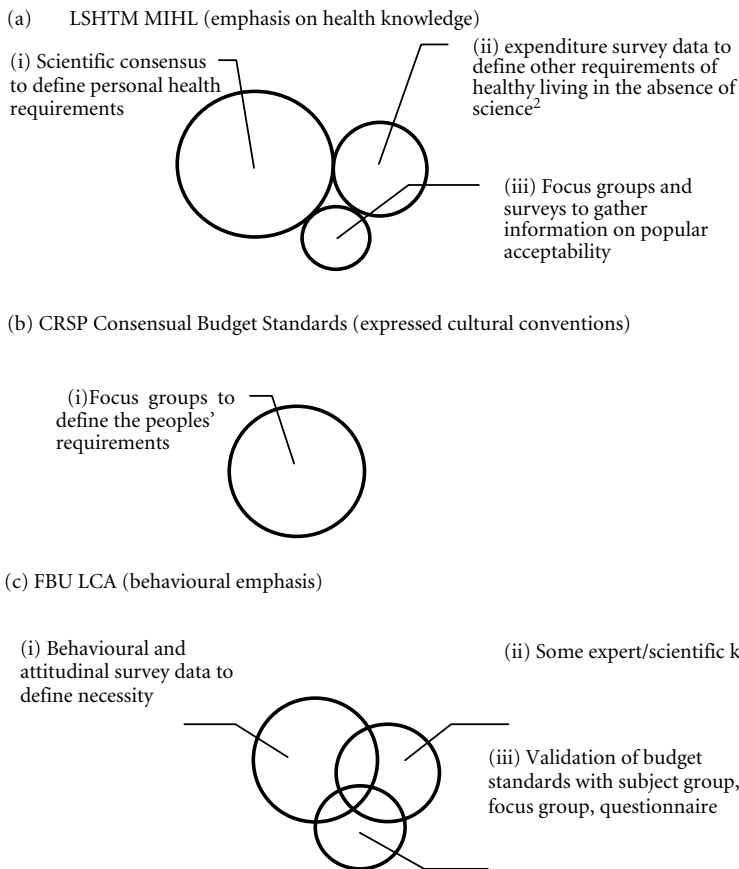 (a) LSHTM MIHL (emphasis on health knowledge)
(i) Scientific consensus
to define personal health
requirements
(ii) expenditure survey data to
define other requirements of
healthy living in the absence of
science2
(iii) Focus groups and
surveys to gather
information on popular
acceptability
(b) CRSP Consensual Budget Standards (expressed cultural conventions)
(i)Focus groups to
define the peoples’
requirements
(c) FBU LCA (behavioural emphasis)
(i) Behavioural and
attitudinal survey data to
define necessity
(ii) Some expert/scientific k
(iii) Validation of budget
standards with subject group,
focus group, questionnaire